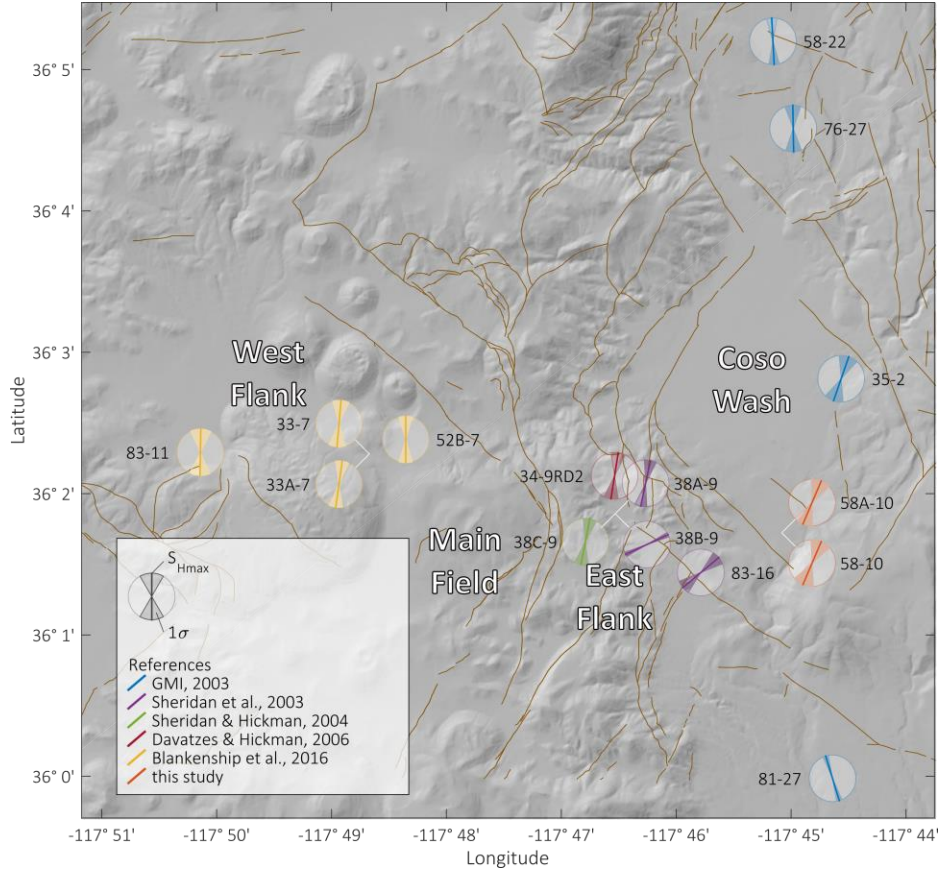 58-22
36° 5'
76-27
36° 4'
36° 3'
West
Flank
Coso
Wash
35-2
Latitude
33-7
52B-7
83-11
33A-7
34-9RD2
38A-9
36° 2'
58A-10
38C-9
38B-9
Main
Field
East
Flank
83-16
58-10
S
Hmax
1σ
36° 1'
References
GMI, 2003
Sheridan et al., 2003
Sheridan & Hickman, 2004
Davatzes & Hickman, 2006
Blankenship et al., 2016
this study
36° 0'
81-27
-117° 51' -117° 50' -117° 49' -117° 48' -117° 47' -117° 46' -117° 45' -117° 44'
Longitude